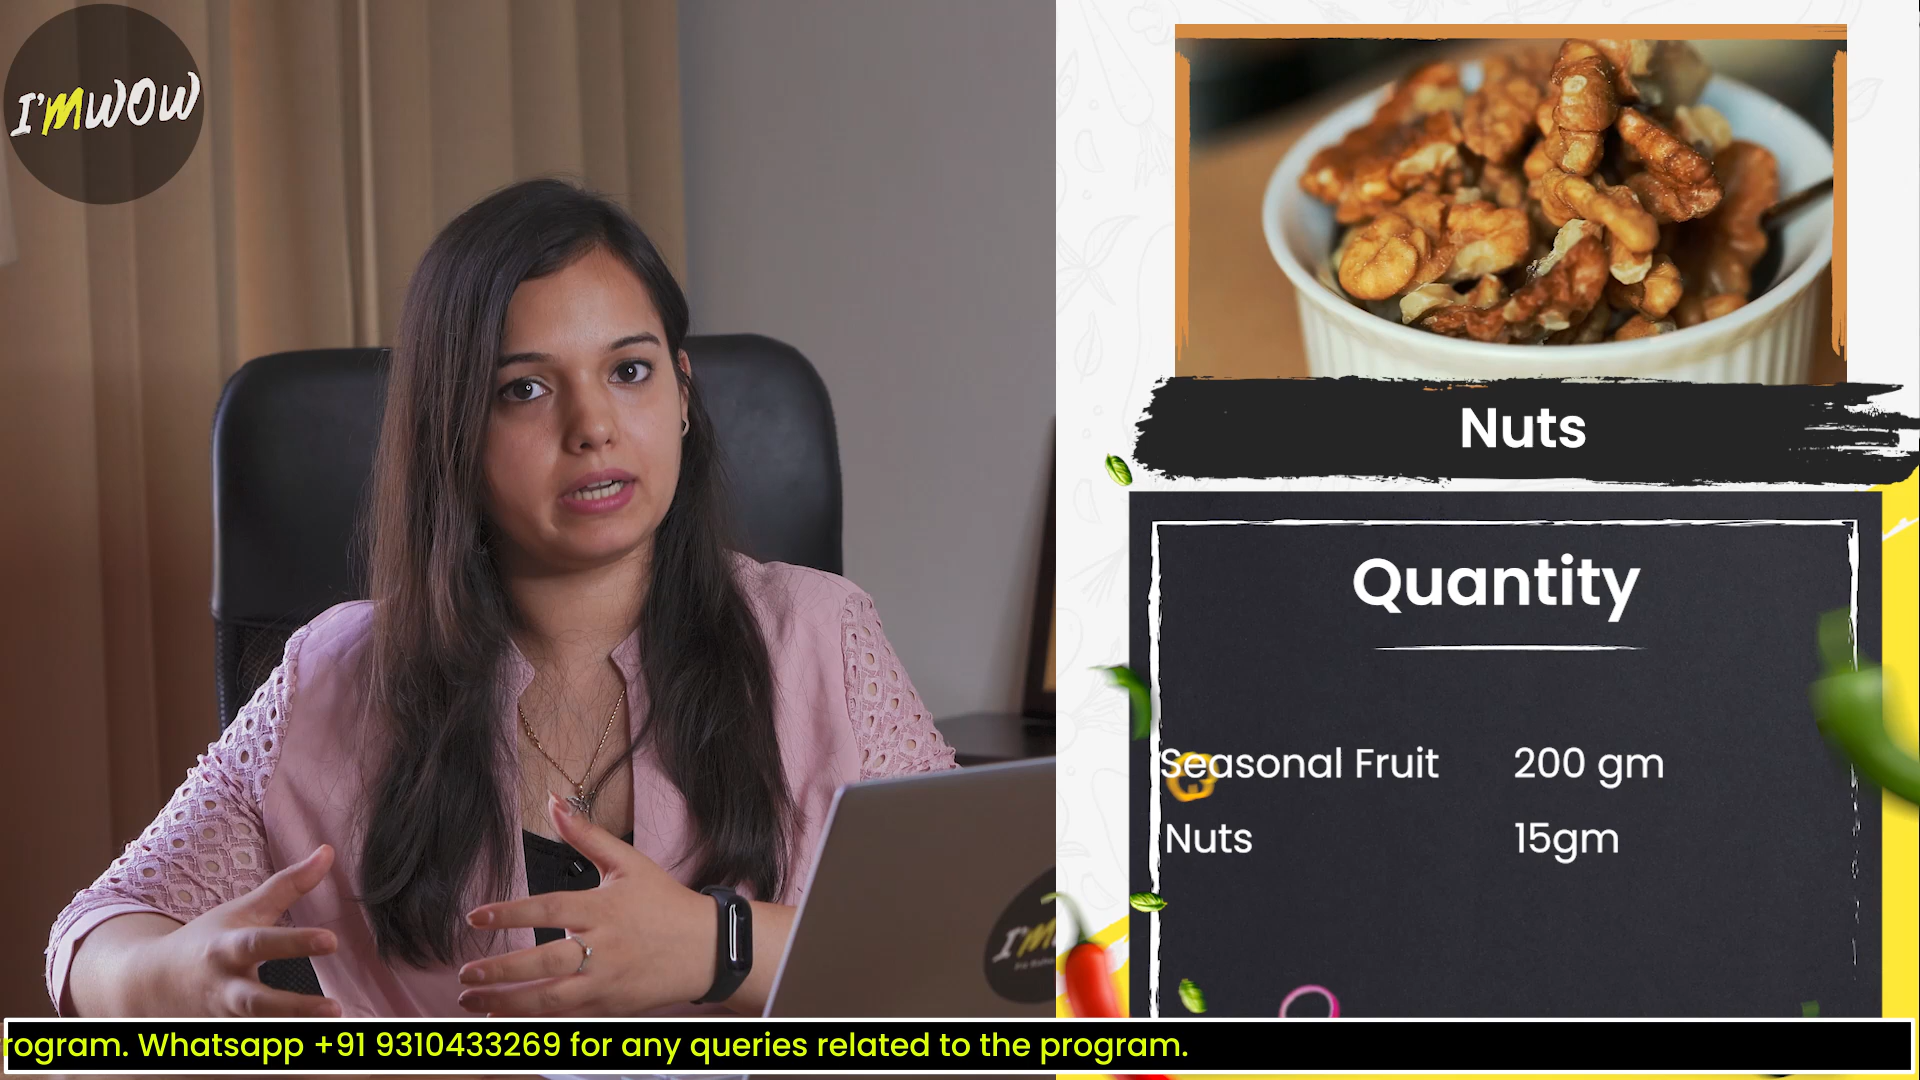 I'MWOW
Nuts
Quantity
Seasonal Fruit 200 gm
Nuts 15gm
I'M
rogram. Whatsapp +91 9310433269 for any queries related to the program.